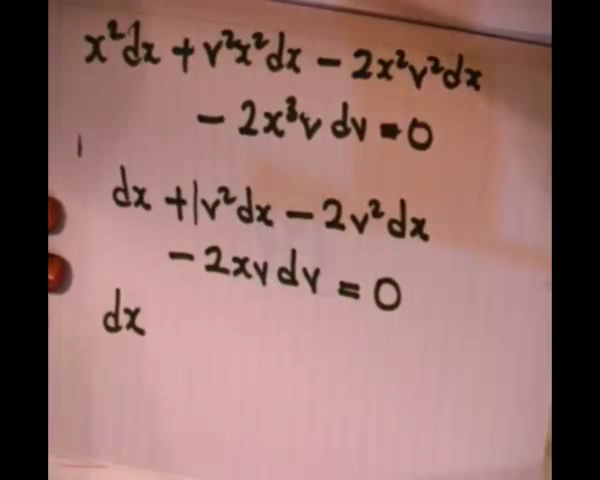 x²dx + v²x²dx - 2x²v²dx
- 2x³v dv = 0
dx + |v²dx - 2v²dx
- 2xv dv = 0
dx